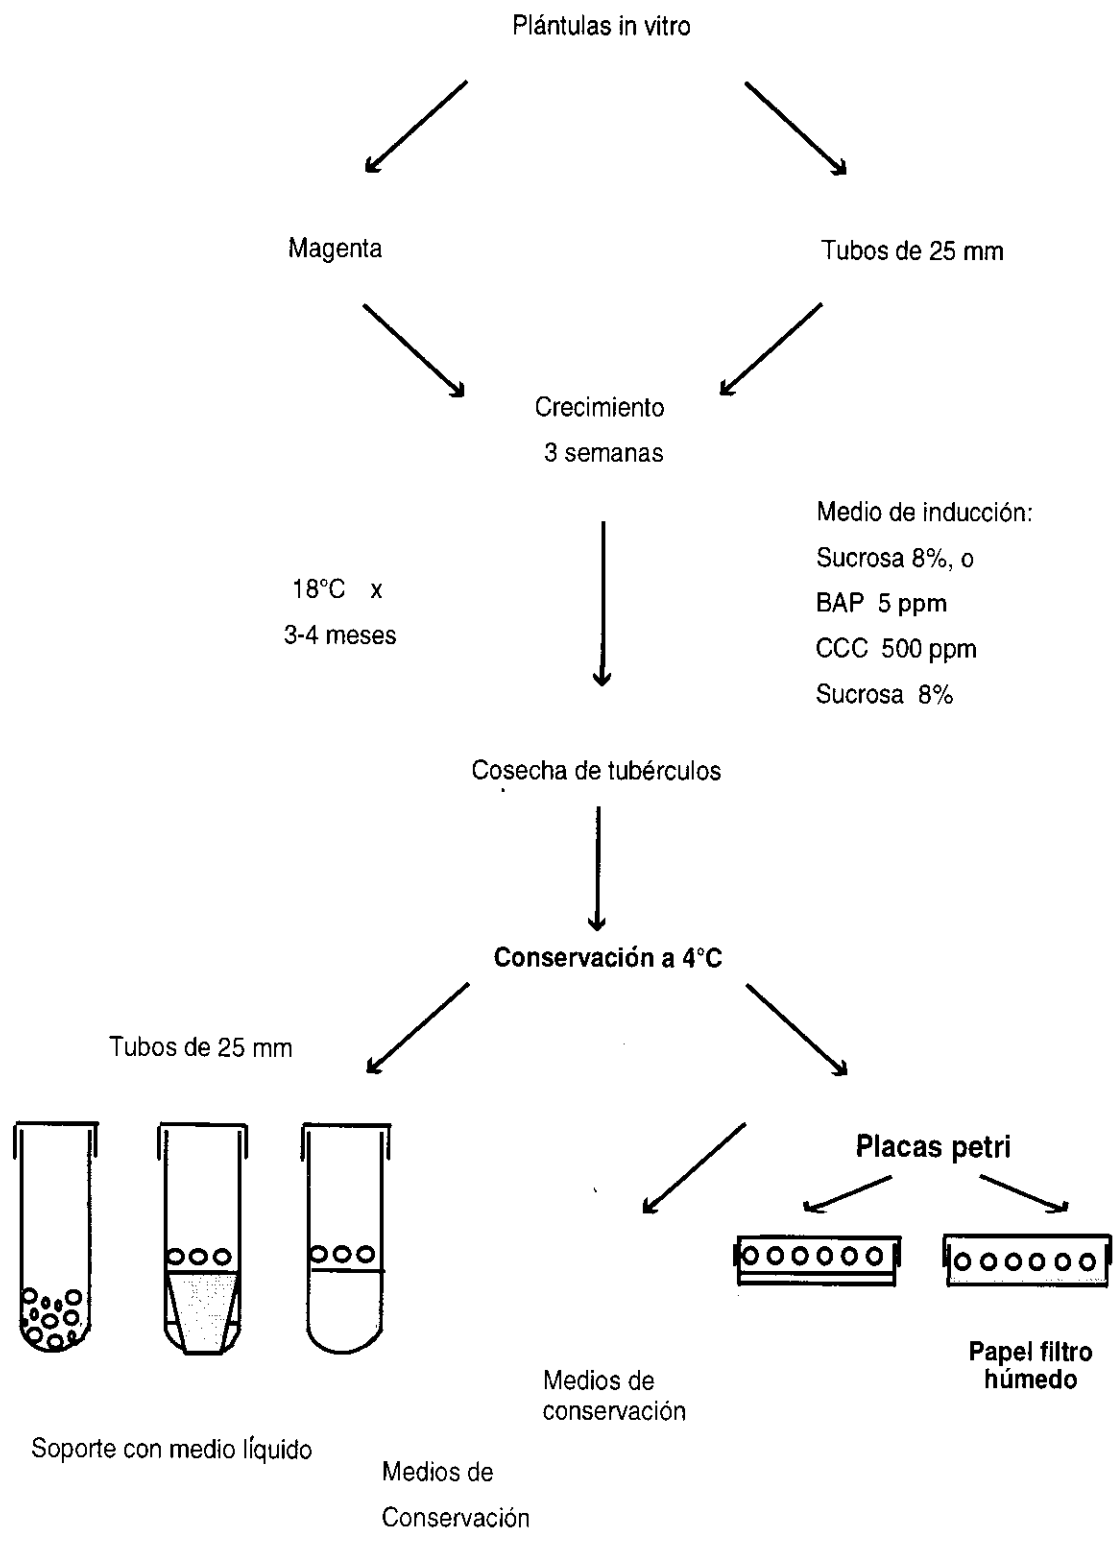 Plántulas in vitro
Magenta
Tubos de 25 mm
Crecimiento
3 semanas
18°C x
3-4 meses
Medio de inducción:
Sucrosa 8%, o
BAP 5 ppm
CCC 500 ppm
Sucrosa 8%
Cosecha de tubérculos
Conservación a 4°C
Tubos de 25 mm
Placas petri
Papel filtro
húmedo
Medios de
conservación
Soporte con medio líquido
Medios de
Conservación